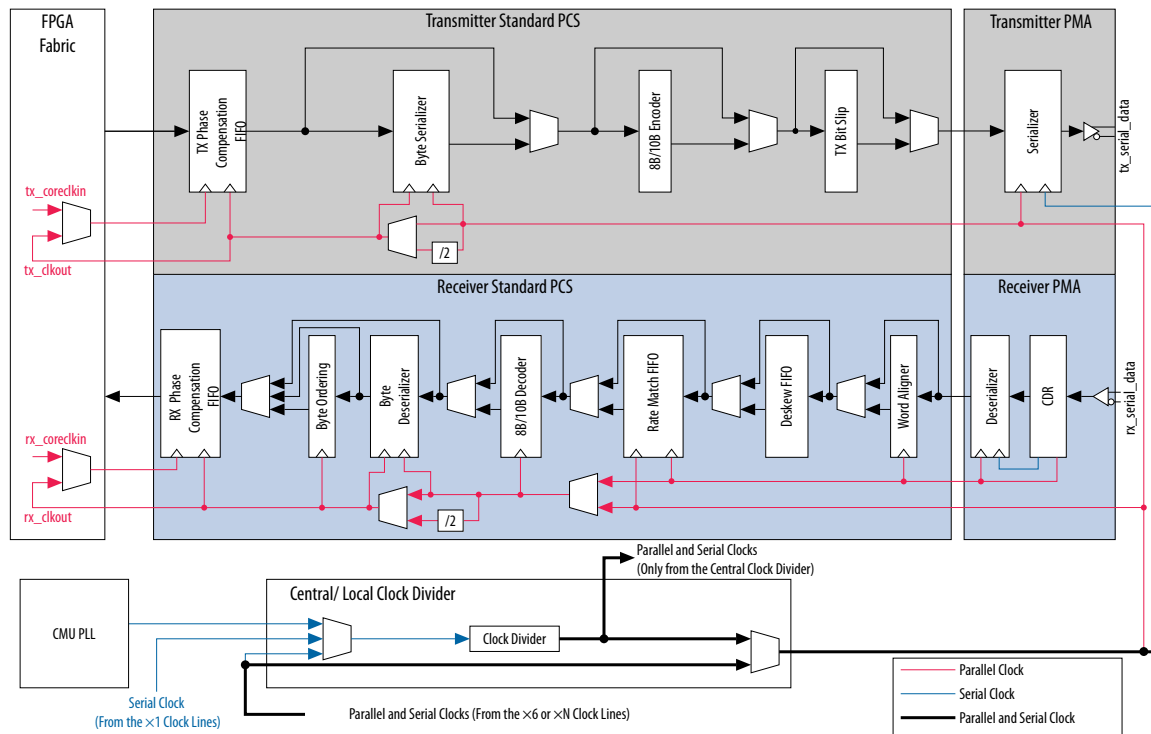 FPGA
Fabric
Transmitter Standard PCS
Transmitter PMA
TX Phase
Compensation
FIFO
Byte Serializer
8B/10B Encoder
TX Bit Slip
Serializer
tx_serial_data
tx_coreclkin
tx_clkout
/2
Receiver Standard PCS
Receiver PMA
RX Phase
Compensation
FIFO
Byte Ordering
Byte
Deserializer
8B/10B Decoder
Rate Match FIFO
Deskew FIFO
Word Aligner
Deserializer
CDR
rx_serial_data
rx_coreclkin
rx_clkout
/2
Parallel and Serial Clocks
(Only from the Central Clock Divider)
Central/ Local Clock Divider
CMU PLL
Clock Divider
Serial Clock
(From the ×1 Clock Lines)
Parallel and Serial Clocks (From the ×6 or ×N Clock Lines)
Parallel Clock
Serial Clock
Parallel and Serial Clock